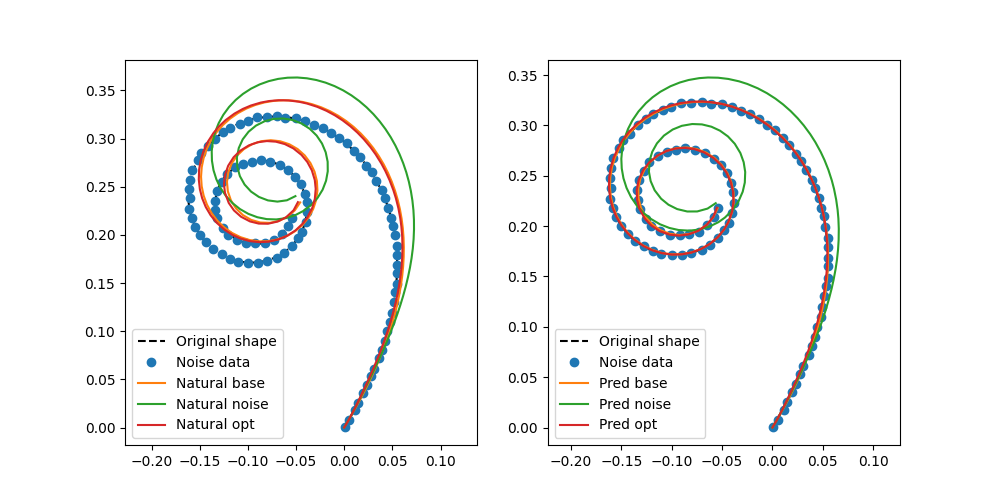 0.35
0.30
0.25
0.20
0.15
0.10
0.05
0.00
Original shape
Noise data
Natural base
Natural noise
Natural opt
−0.20 −0.15 −0.10 −0.05 0.00 0.05 0.10
0.35
0.30
0.25
0.20
0.15
0.10
0.05
0.00
Original shape
Noise data
Pred base
Pred noise
Pred opt
−0.20 −0.15 −0.10 −0.05 0.00 0.05 0.10